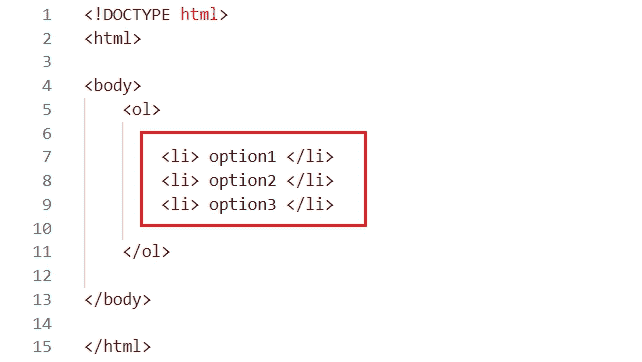 1 <!DOCTYPE html>
2 <html>
3
4 <body>
5 <ol>
6
7 <li> option1 </li>
8 <li> option2 </li>
9 <li> option3 </li>
10
11 </ol>
12
13 </body>
14
15 </html>